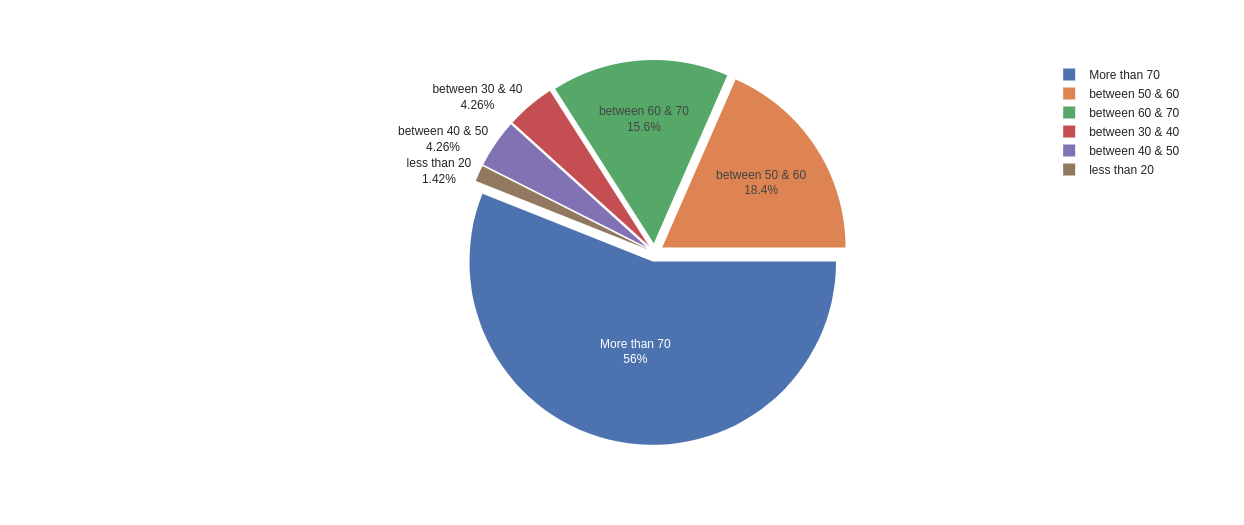 between 30 & 40
4.26%
between 40 & 50
4.26%
less than 20
1.42%
between 60 & 70
15.6%
between 50 & 60
18.4%
More than 70
56%
More than 70
between 50 & 60
between 60 & 70
between 30 & 40
between 40 & 50
less than 20